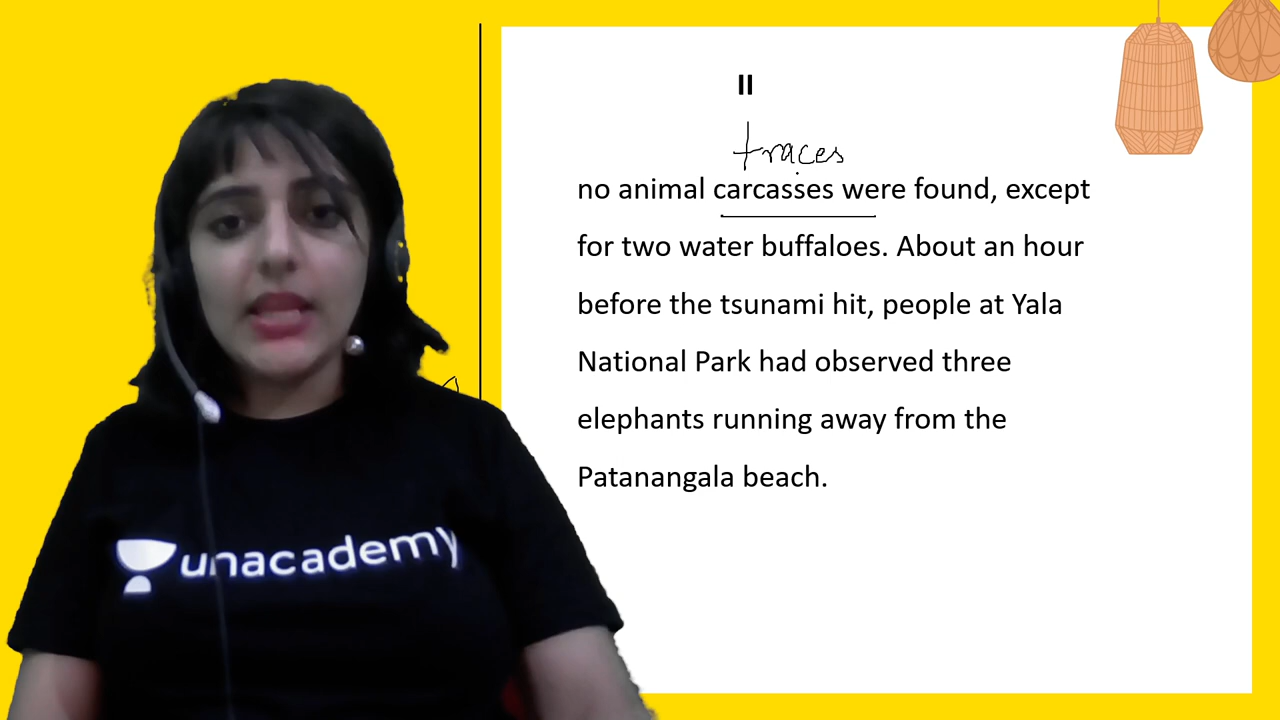 II
traces
no animal carcasses were found, except
for two water buffaloes. About an hour
before the tsunami hit, people at Yala
National Park had observed three
elephants running away from the
Patanangala beach.
unacademy